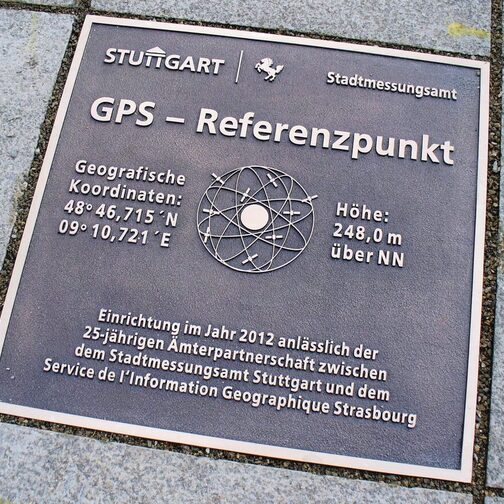 STUTTGART
Stadtmessungsamt
GPS – Referenzpunkt
Geografische
Koordinaten:
48° 46,715 ´N
09° 10,721 ´E
Höhe:
248,0 m
über NN
Einrichtung im Jahr 2012 anlässlich der
25-jährigen Ämterpartnerschaft zwischen
dem Stadtmessungsamt Stuttgart und dem
Service de l´Information Geographique Strasbourg